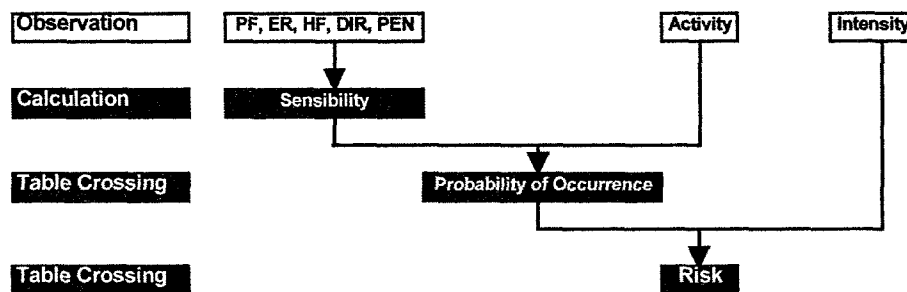 Observation
PF, ER, HF, DIR, PEN
Activity
Intensity
Calculation
Sensibility
Table Crossing
Probability of Occurrence
Table Crossing
Risk